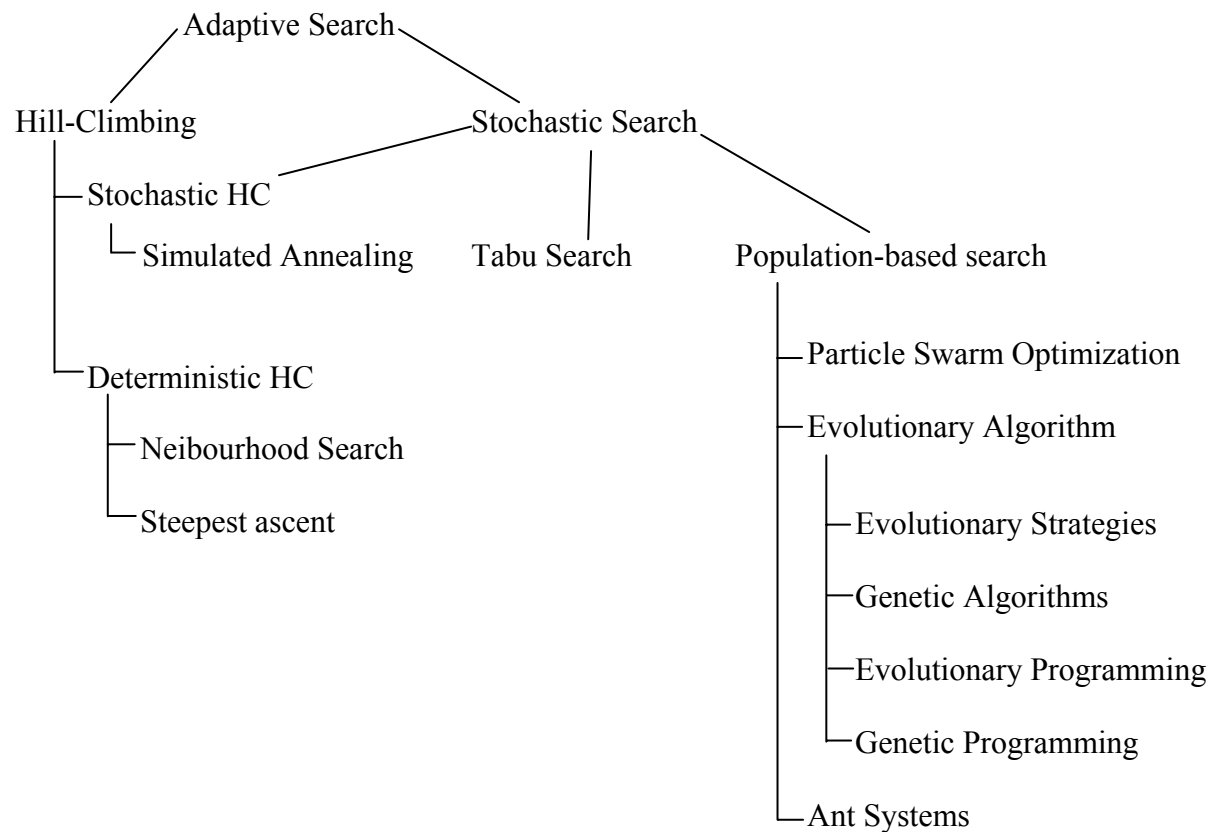 Adaptive Search
Hill-Climbing
Stochastic Search
Stochastic HC
Simulated Annealing
Tabu Search
Population-based search
Particle Swarm Optimization
Deterministic HC
Evolutionary Algorithm
Neibourhood Search
Steepest ascent
Evolutionary Strategies
Genetic Algorithms
Evolutionary Programming
Genetic Programming
Ant Systems